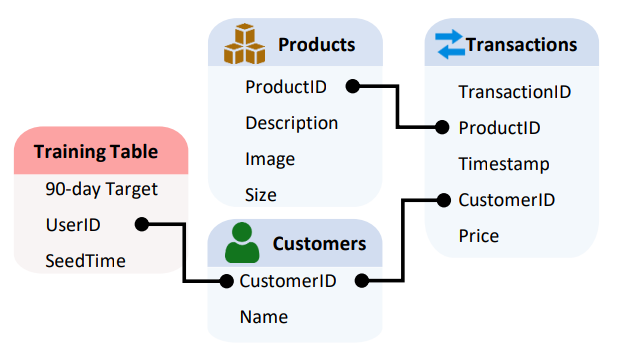 Products
ProductID
Description
Image
Size
Transactions
TransactionID
ProductID
Timestamp
CustomerID
Price
Training Table
90-day Target
UserID
SeedTime
Customers
CustomerID
Name